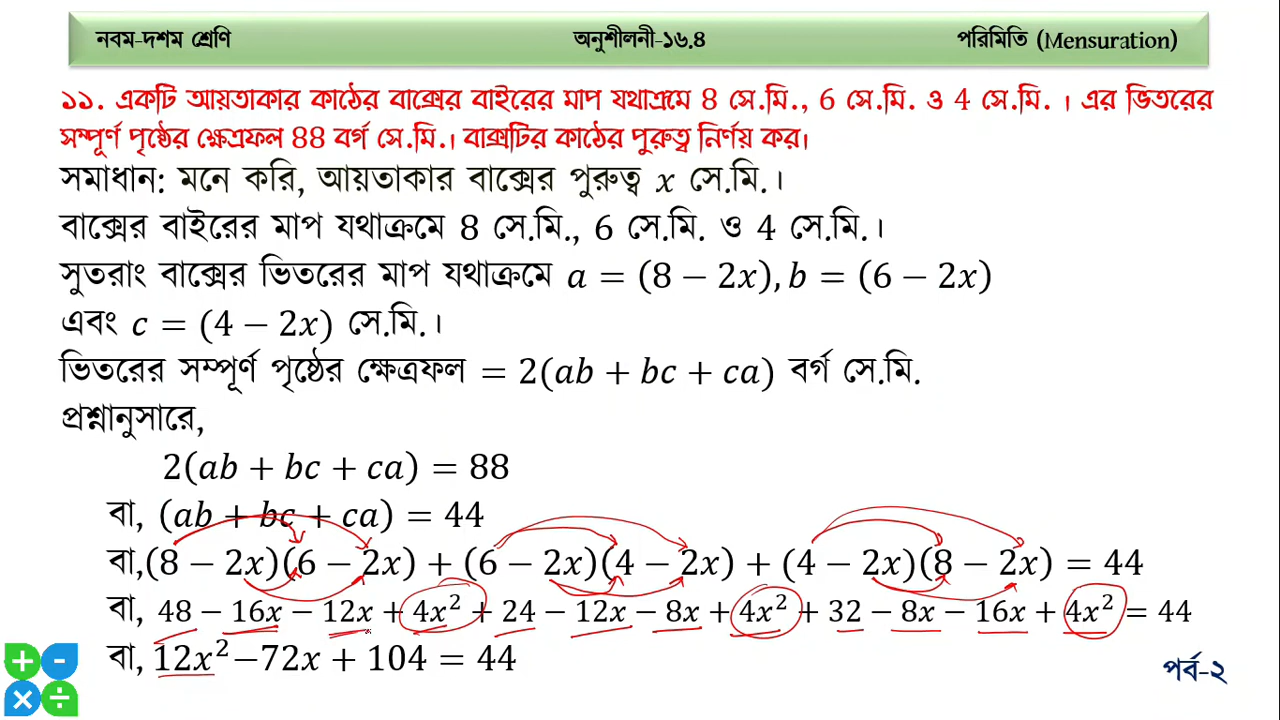 নবম-দশম শ্রেণি অনুশীলনী-১৬.৪ পরিমিতি (Mensuration)
১১. একটি আয়তাকার কাঠের বাক্সের বাইরের মাপ যথাক্রমে 8 সে.মি., 6 সে.মি. ও 4 সে.মি. । এর ভিতরের
সম্পূর্ণ পৃষ্ঠের ক্ষেত্রফল 88 বর্গ সে.মি.। বাক্সটির কাঠের পুরুত্ব নির্ণয় কর।
সমাধান: মনে করি, আয়তাকার বাক্সের পুরুত্ব x সে.মি.।
বাক্সের বাইরের মাপ যথাক্রমে 8 সে.মি., 6 সে.মি. ও 4 সে.মি.।
সুতরাং বাক্সের ভিতরের মাপ যথাক্রমে a = (8 − 2x), b = (6 − 2x)
এবং c = (4 − 2x) সে.মি.।
ভিতরের সম্পূর্ণ পৃষ্ঠের ক্ষেত্রফল = 2(ab + bc + ca) বর্গ সে.মি.
প্রশ্নানুসারে,
2(ab + bc + ca) = 88
বা, (ab + bc + ca) = 44
বা,(8 − 2x)(6 − 2x) + (6 − 2x)(4 − 2x) + (4 − 2x)(8 − 2x) = 44
বা, 48 − 16x − 12x + 4x² + 24 − 12x − 8x + 4x² + 32 − 8x − 16x + 4x² = 44
বা, 12x²−72x + 104 = 44
পর্ব-২